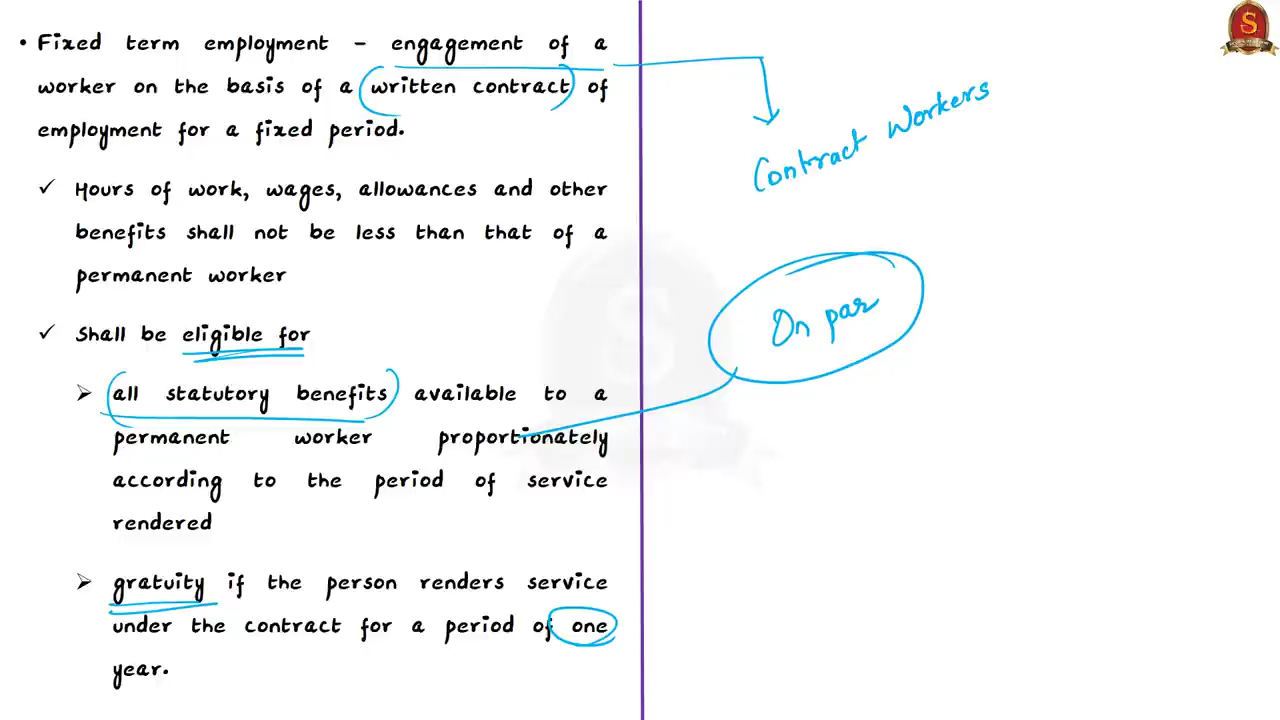 • Fixed term employment – engagement of a
worker on the basis of a written contract of
employment for a fixed period.
✓ Hours of work, wages, allowances and other
benefits shall not be less than that of a
permanent worker
✓ Shall be eligible for
➢ all statutory benefits available to a
permanent worker proportionately
according to the period of service
rendered
➢ gratuity if the person renders service
under the contract for a period of one
year.
Contract Workers
On par
S